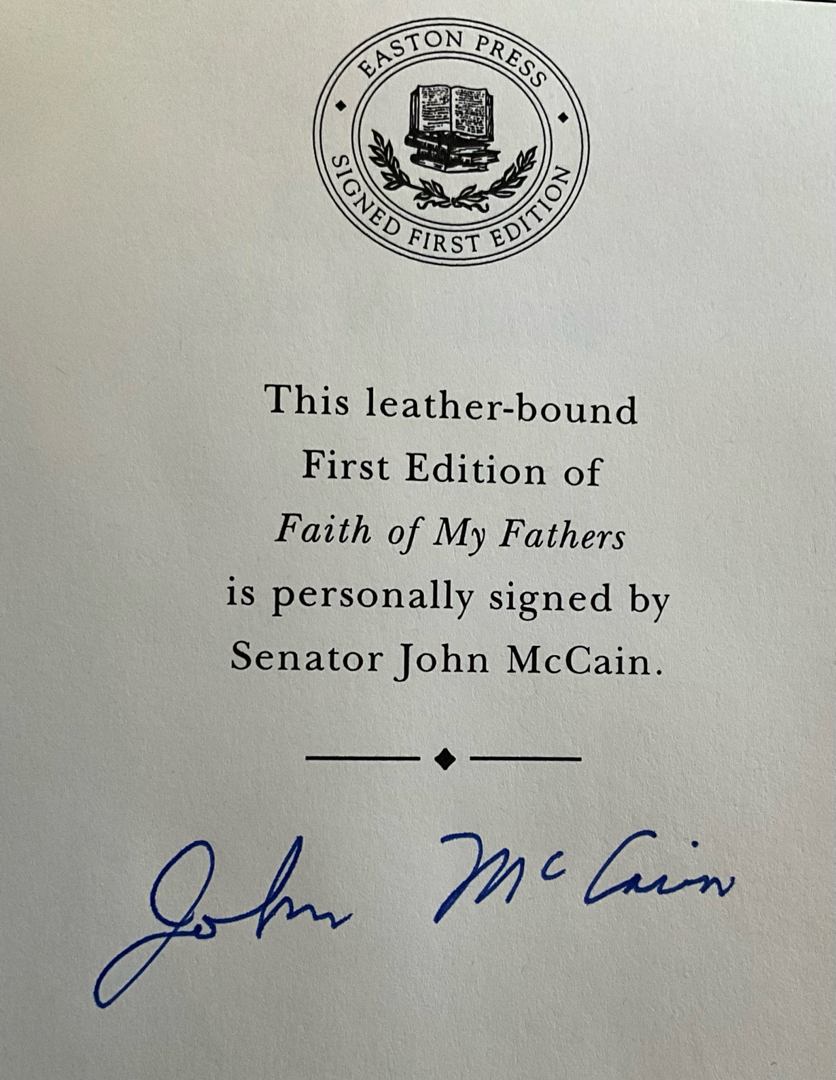 EASTON PRESS
SIGNED FIRST EDITION
This leather-bound
First Edition of
Faith of My Fathers
is personally signed by
Senator John McCain.
John McCain